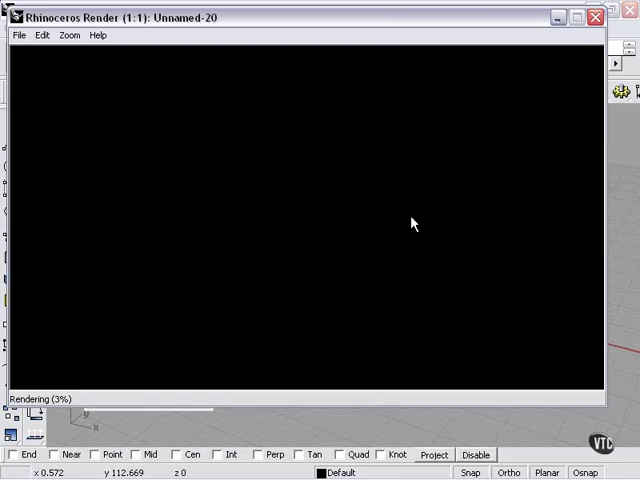 Rhinoceros Render (1:1): Unnamed-20
File Edit Zoom Help
Rendering (3%)
y
x
VTC
End Near Point Mid Cen Int Perp Tan Quad Knot Project Disable
x 0.572 y 112.669 z 0 Default Snap Ortho Planar Osnap